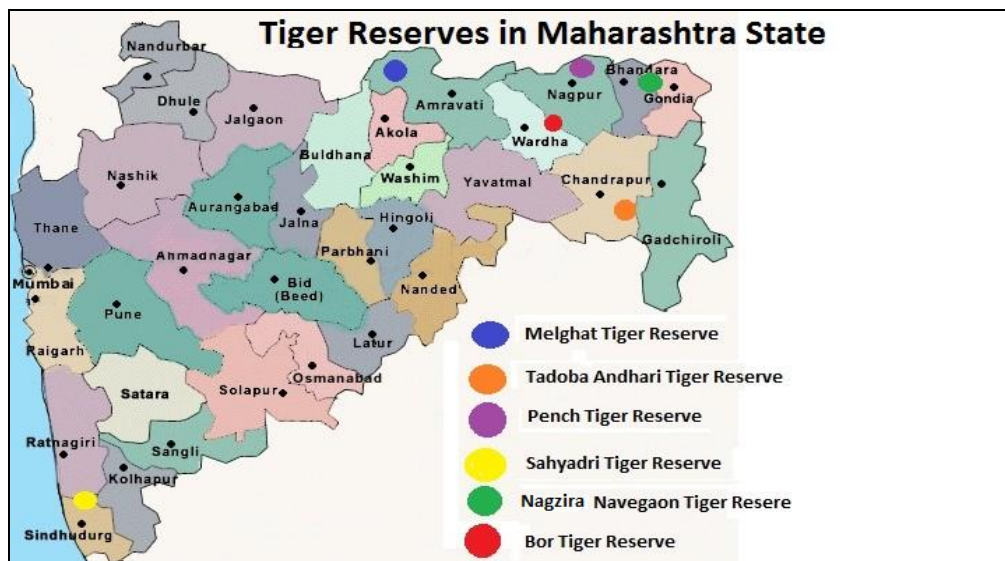 Tiger Reserves in Maharashtra State
Nandurbar
Dhule
Jalgaon
Buldhana
Akola
Amravati
Washim
Wardha
Nagpur
Bhandara
Gondia
Nashik
Aurangabad
Jalna
Hingoli
Yavatmal
Chandrapur
Gadchiroli
Thane
Ahmadnagar
Parbhani
Nanded
Mumbai
Bid
(Beed)
Pune
Latur
Raigarh
Osmanabad
Satara
Solapur
Ratnagiri
Sangli
Kolhapur
Sindhudurg
Melghat Tiger Reserve
Tadoba Andhari Tiger Reserve
Pench Tiger Reserve
Sahyadri Tiger Reserve
Nagzira Navegaon Tiger Resere
Bor Tiger Reserve